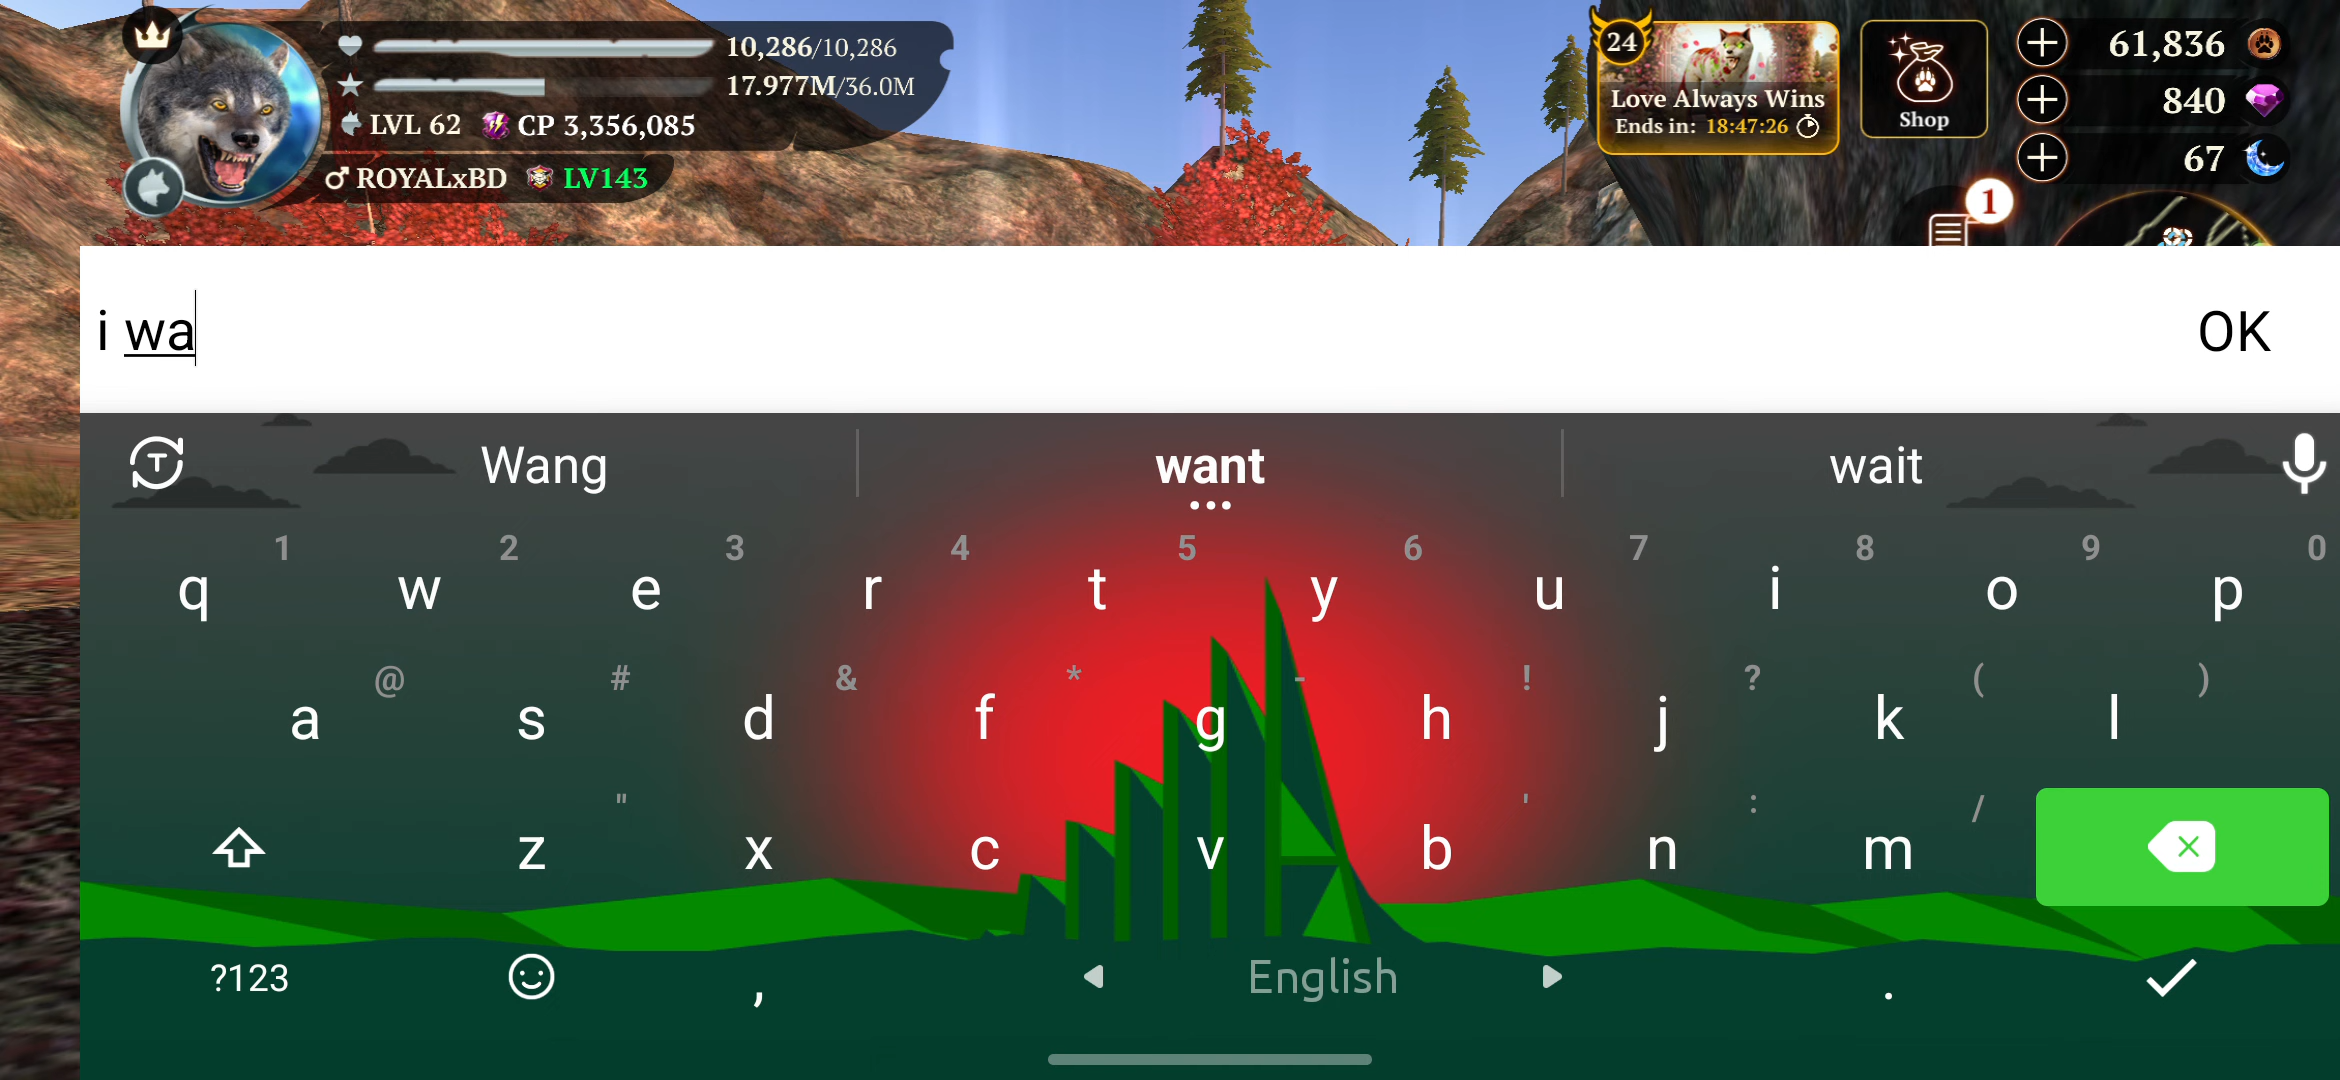 10,286/10,286
17.977M/36.0M
LVL 62 CP 3,356,085
ROYALxBD LV143
24
Love Always Wins
Ends in: 18:47:26
Shop
61,836
840
67
1
i wa
OK
T
Wang
want
wait
1 2 3 4 5 6 7 8 9 0
q w e r t y u i o p
@ # & * - ! ? ( )
a s d f g h j k l
" ' : /
z x c v b n m
?123 , English .